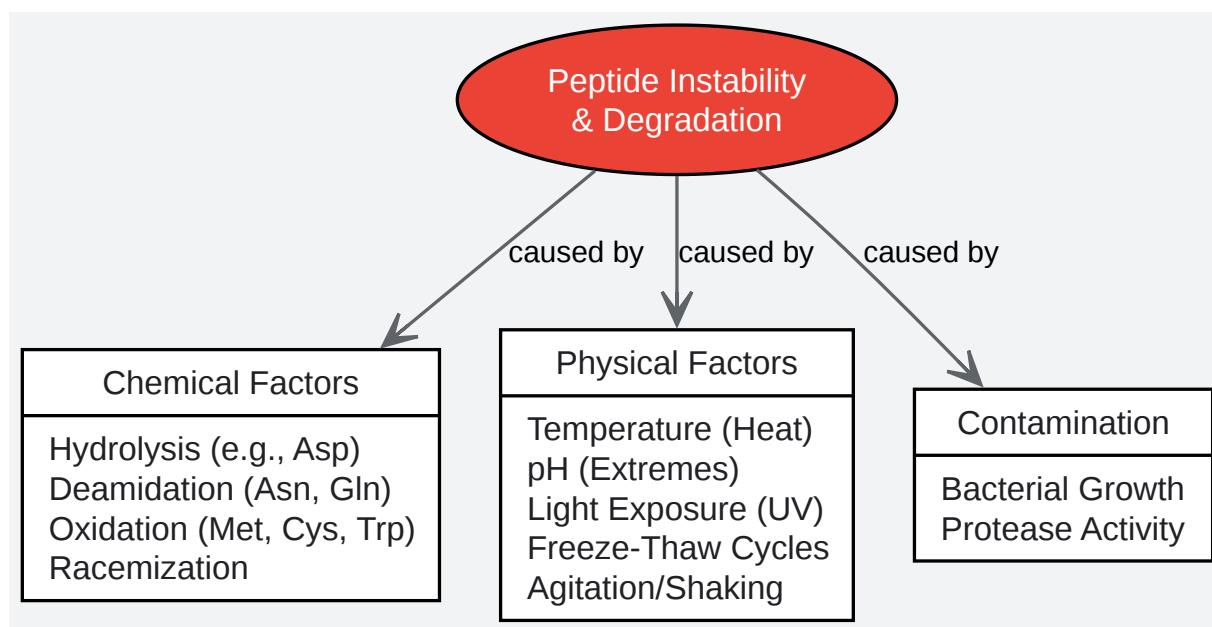 Peptide Instability
& Degradation
caused by
caused by
caused by
Chemical Factors
Hydrolysis (e.g., Asp)
Deamidation (Asn, Gln)
Oxidation (Met, Cys, Trp)
Racemization
Physical Factors
Temperature (Heat)
pH (Extremes)
Light Exposure (UV)
Freeze-Thaw Cycles
Agitation/Shaking
Contamination
Bacterial Growth
Protease Activity